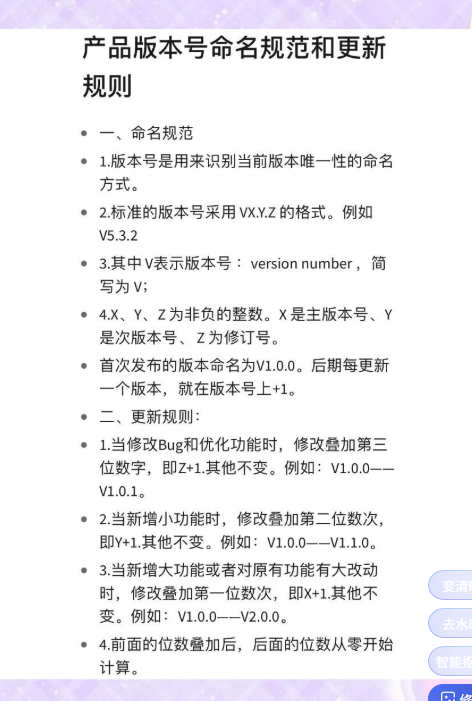 产品版本号命名规范和更新
规则
一、命名规范
1.版本号是用来识别当前版本唯一性的命名
方式。
2.标准的版本号采用 VX.Y.Z 的格式。例如
V5.3.2
3.其中 V表示版本号： version number ，简
写为 V；
4.X、Y、Z 为非负的整数。X 是主版本号、Y
是次版本号、 Z 为修订号。
首次发布的版本命名为V1.0.0。后期每更新
一个版本，就在版本号上+1。
二、更新规则：
1.当修改Bug和优化功能时，修改叠加第三
位数字，即Z+1.其他不变。例如： V1.0.0——
V1.0.1。
2.当新增小功能时，修改叠加第二位数次，
即Y+1.其他不变。例如： V1.0.0——V1.1.0。
3.当新增大功能或者对原有功能有大改动
时，修改叠加第一位数次，即X+1.其他不
变。例如： V1.0.0——V2.0.0。
4.前面的位数叠加后，后面的位数从零开始
计算。
变清
去水
智能